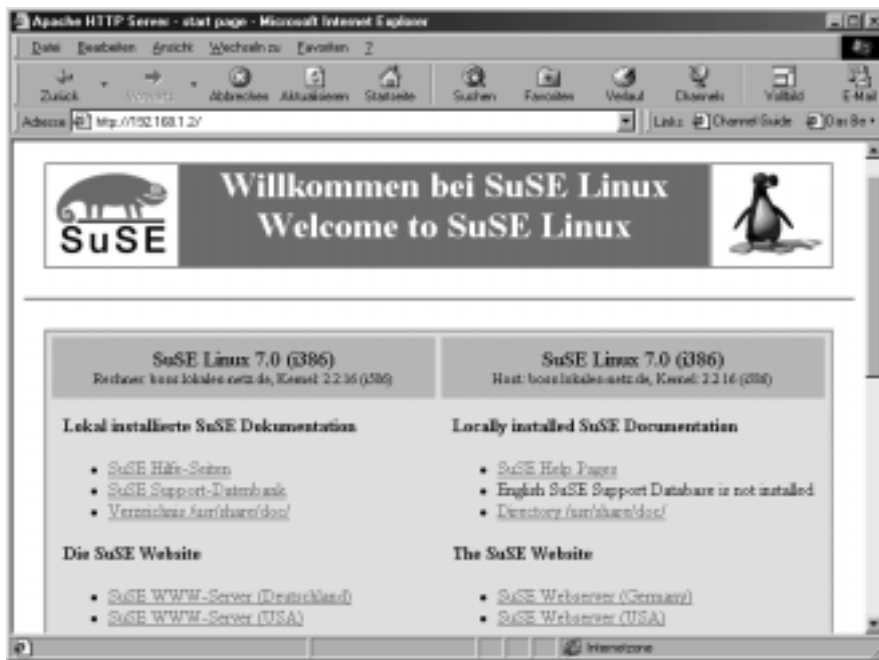 Apache HTTP Server - start page - Microsoft Internet Explorer
Datei Bearbeiten Ansicht Wechseln zu Favoriten ?
Zurück Vorwärts Abbrechen Aktualisieren Startseite Suchen Favoriten Verlauf Channels Vollbild E-Mail
Adresse http://192.168.1.2/ Links Channel Guide Das Be
SuSE
Willkommen bei SuSE Linux
Welcome to SuSE Linux
SuSE Linux 7.0 (i386)
Rechner: boss.lokales-netz.de, Kernel: 2.2.16 (i586)
Lokal installierte SuSE Dokumentation
SuSE Hilfe-Seiten
SuSE Support-Datenbank
Verzeichnis /usr/share/doc/
Die SuSE Website
SuSE WWW-Server (Deutschland)
SuSE WWW-Server (USA)
SuSE Linux 7.0 (i386)
Host: boss.lokales-netz.de, Kernel: 2.2.16 (i586)
Locally installed SuSE Documentation
SuSE Help Pages
English SuSE Support Database is not installed
Directory /usr/share/doc/
The SuSE Website
SuSE Webserver (Germany)
SuSE Webserver (USA)
Internetzone